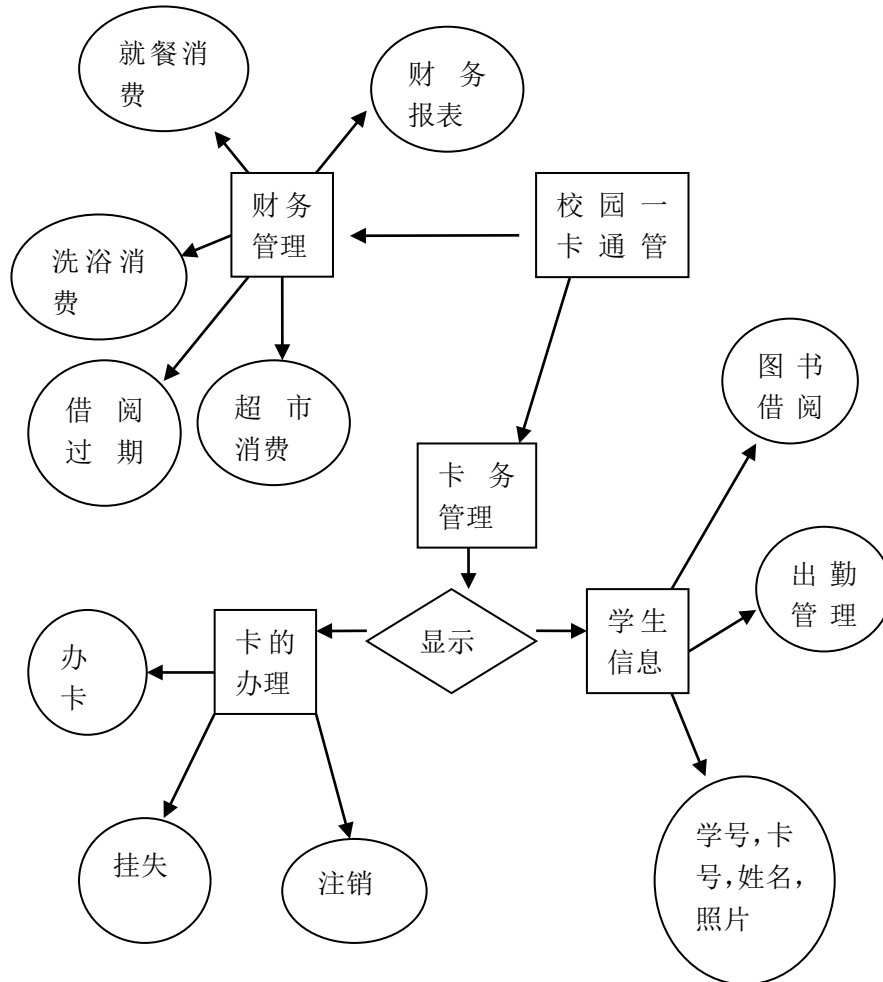 就餐消
费
财务
报表
财务
管理
校园一
卡通管
洗浴消
费
借阅
过期
超市
消费
图书
借阅
卡务
管理
出勤
管理
学生
信息
显示
卡的
办理
办
卡
挂失
注销
学号,卡
号,姓名,
照片